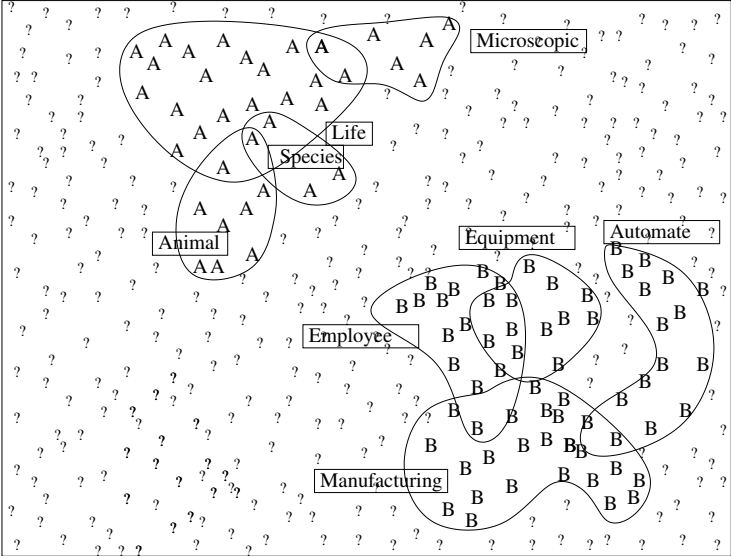 Microscopic
Life
Species
Animal
Equipment
Automate
Employee
Manufacturing